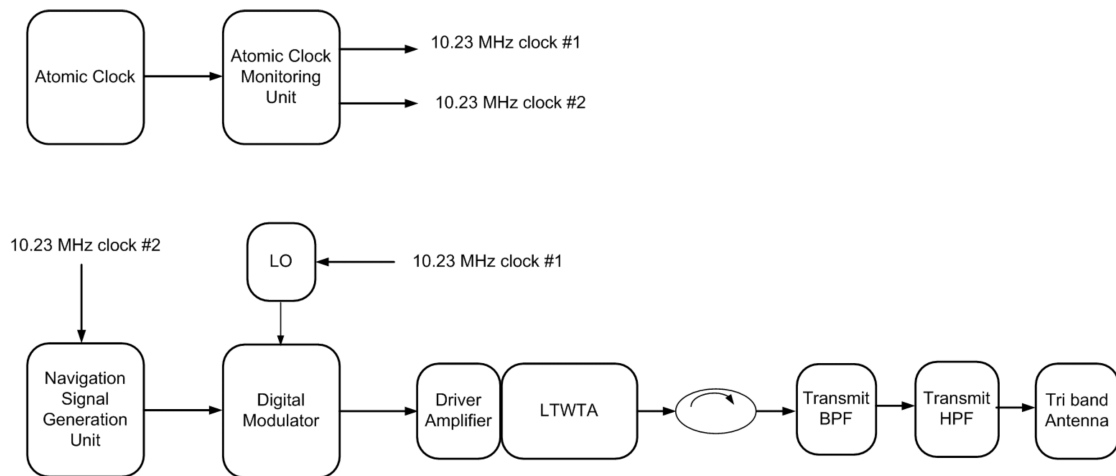 Atomic Clock
Atomic Clock
Monitoring
Unit
10.23 MHz clock #1
10.23 MHz clock #2
10.23 MHz clock #2
LO
10.23 MHz clock #1
Navigation
Signal
Generation
Unit
Digital
Modulator
Driver
Amplifier
LTWTA
Transmit
BPF
Transmit
HPF
Tri band
Antenna